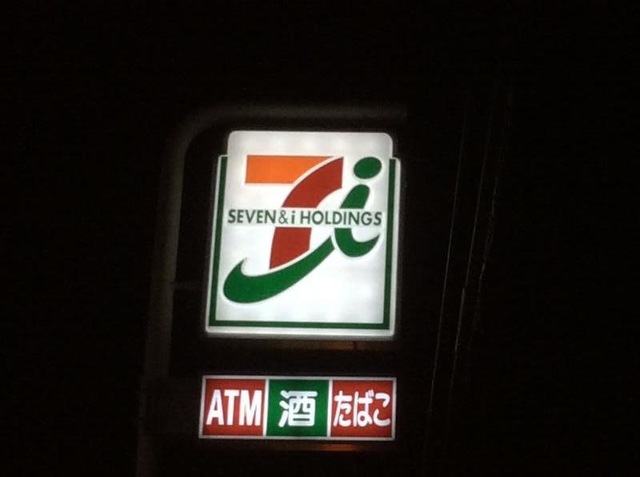 SEVEN & i HOLDINGS
ATM 酒 たばこ